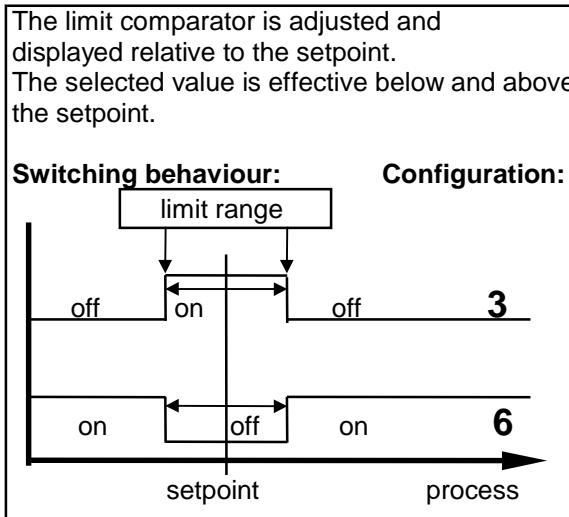 The limit comparator is adjusted and
displayed relative to the setpoint.
The selected value is effective below and above
the setpoint.
Switching behaviour: Configuration:
limit range
off on off 3
on off on 6
setpoint process